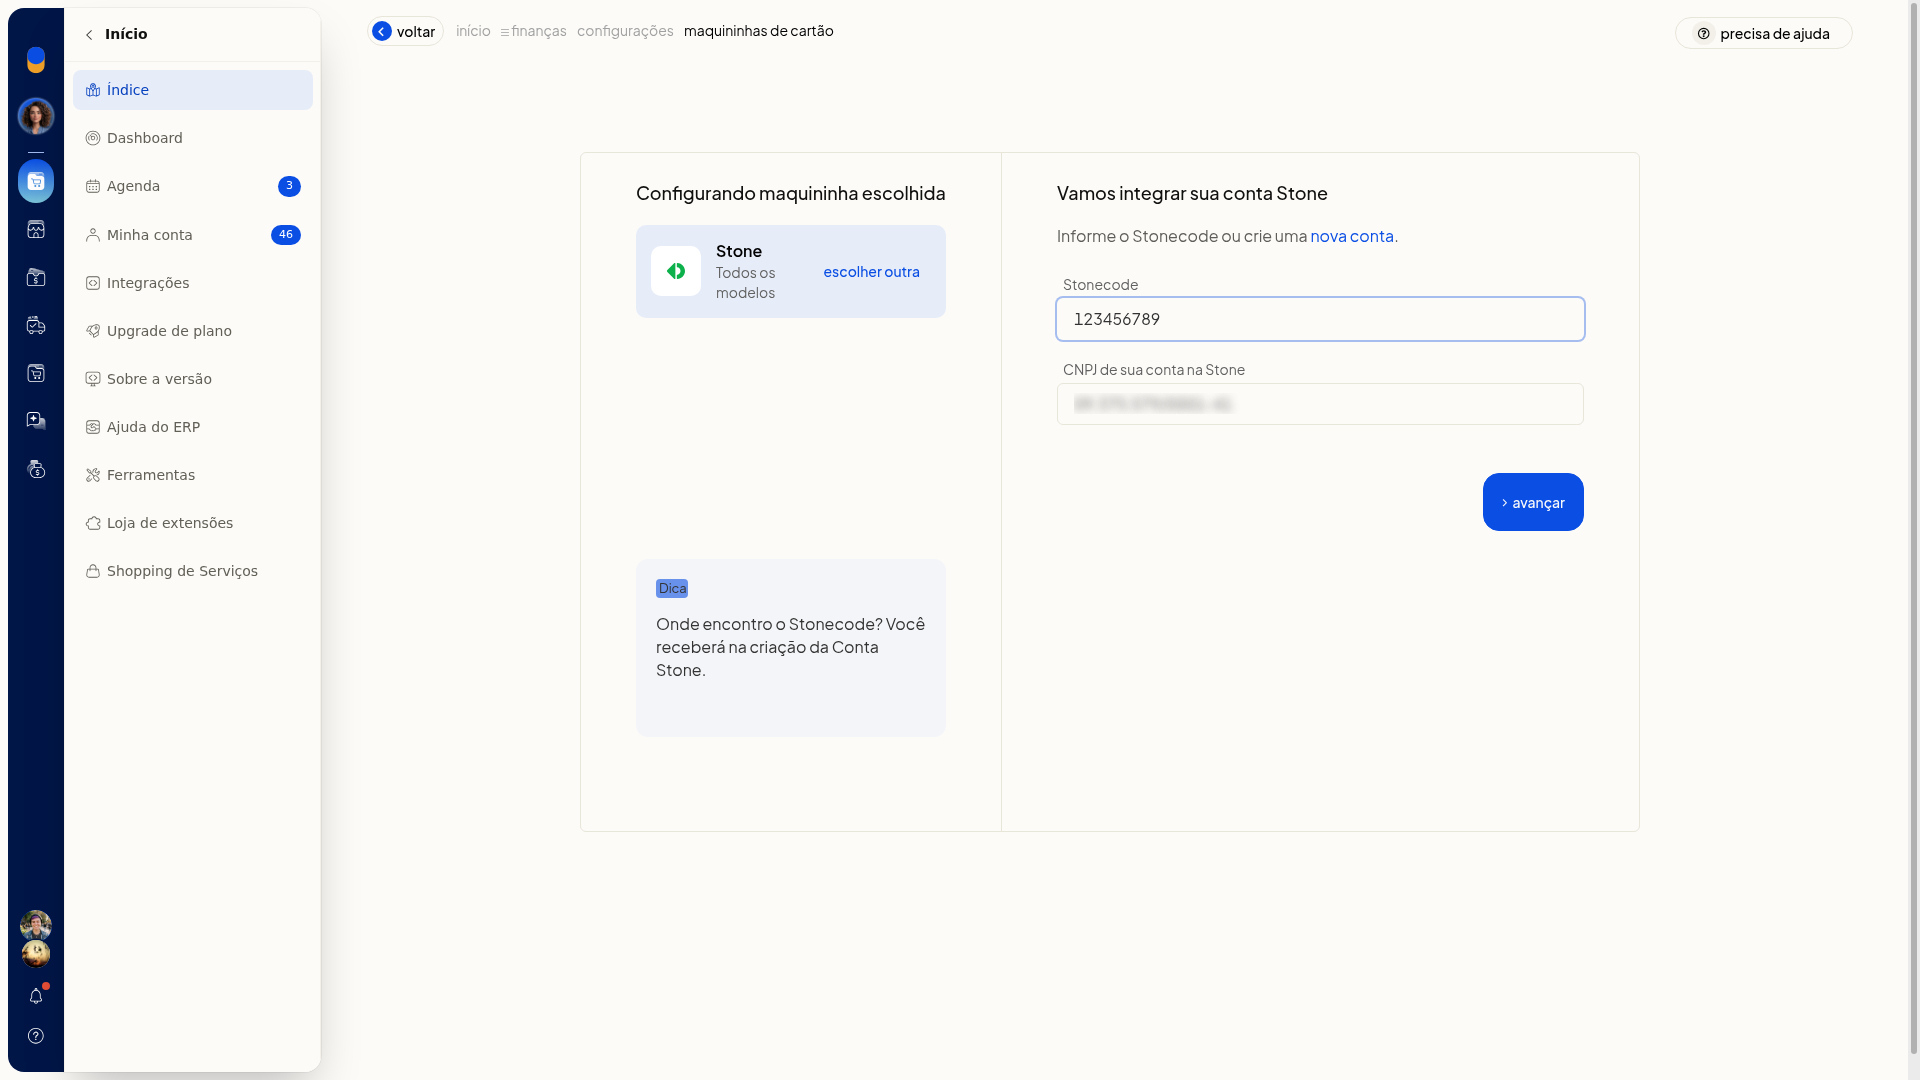 Início
Índice
Dashboard
Agenda
3
Minha conta
46
Integrações
Upgrade de plano
Sobre a versão
Ajuda do ERP
Ferramentas
Loja de extensões
Shopping de Serviços
voltar
início
finanças
configurações
maquininhas de cartão
precisa de ajuda
Configurando maquininha escolhida
Stone
Todos os
modelos
escolher outra
Dica
Onde encontro o Stonecode? Você
receberá na criação da Conta
Stone.
Vamos integrar sua conta Stone
Informe o Stonecode ou crie uma nova conta.
Stonecode
123456789
CNPJ de sua conta na Stone
avançar